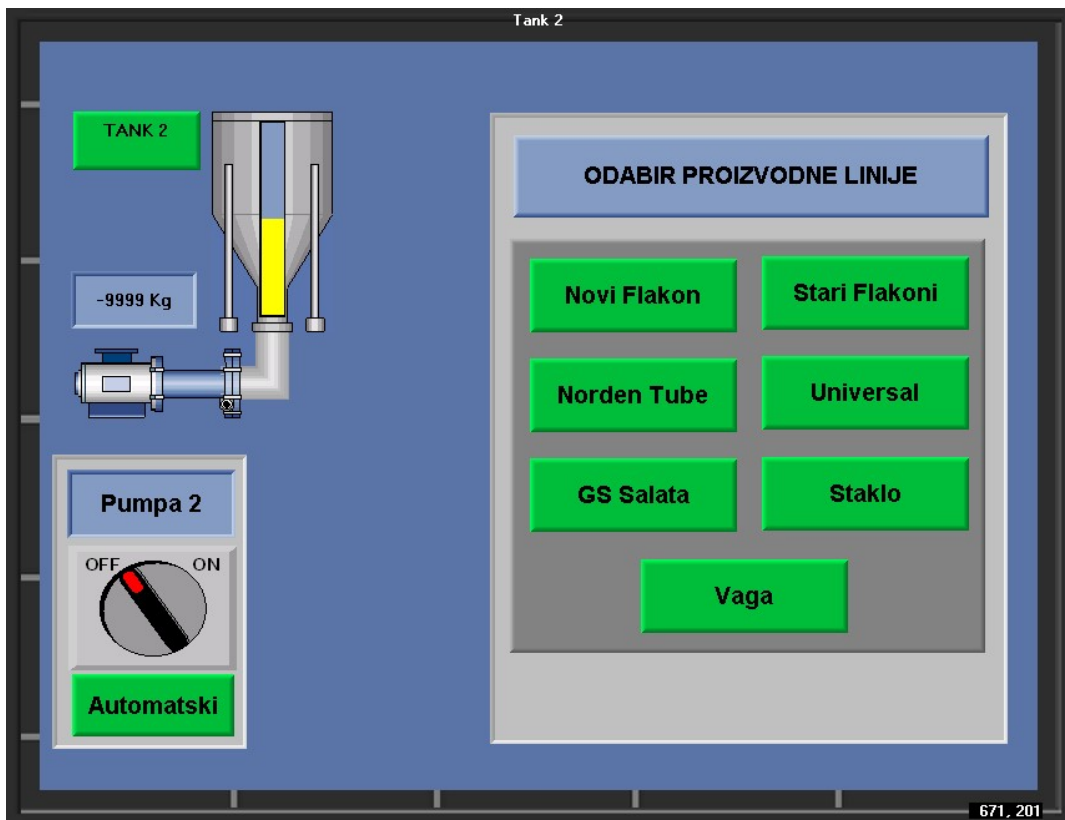 Tank 2
TANK 2
-9999 Kg
Pumpa 2
OFF ON
Automatski
ODABIR PROIZVODNE LINIJE
Novi Flakon
Stari Flakoni
Norden Tube
Universal
GS Salata
Staklo
Vaga
671, 201